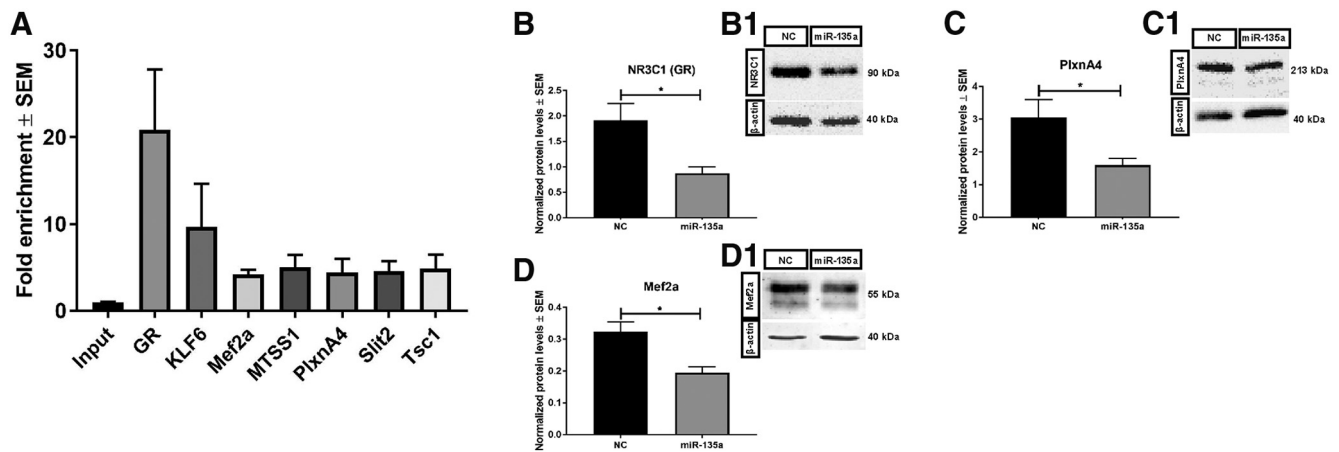 A
Fold enrichment ± SEM
30
20
10
0
Input
GR
KLF6
Mef2a
MTSS1
PlxnA4
Slit2
Tsc1
B
NR3C1 (GR)
*
Normalized protein levels ± SEM
2.5
2.0
1.5
1.0
0.5
0.0
NC
miR-135a
B1
NC
miR-135a
NR3C1
90 kDa
β-actin
40 kDa
C
PlxnA4
*
Normalized protein levels ± SEM
4
3
2
1
0
NC
miR-135a
C1
NC
miR-135a
PlxnA4
213 kDa
β-actin
40 kDa
D
Mef2a
*
Normalized protein levels ± SEM
0.4
0.3
0.2
0.1
0.0
NC
miR-135a
D1
NC
miR-135a
Mef2a
55 kDa
β-actin
40 kDa